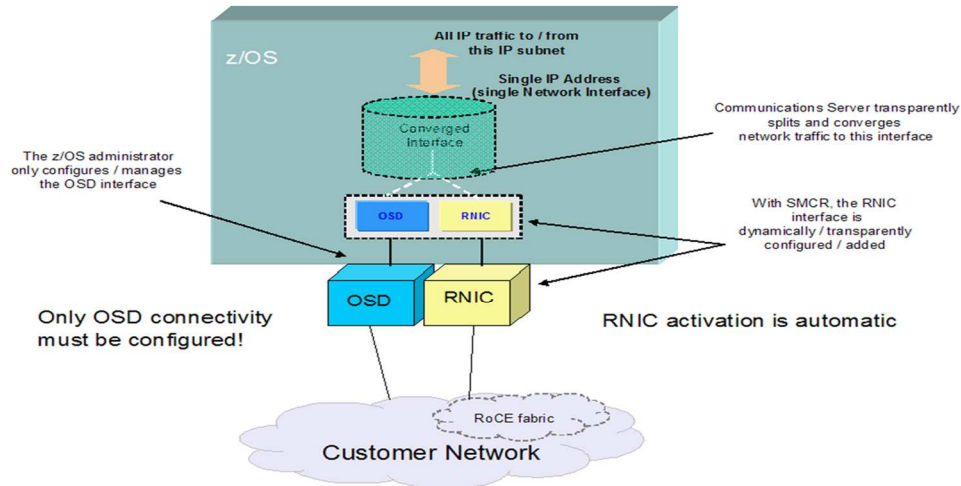 z/OS
All IP traffic to / from
this IP subnet
Single IP Address
(single Network Interface)
Converged
Interface
Communications Server transparently
splits and converges
network traffic to this interface
The z/OS administrator
only configures / manages
the OSD interface
OSD
RNIC
With SMCR, the RNIC
interface is
dynamically / transparently
configured / added
OSD
RNIC
Only OSD connectivity
must be configured!
RNIC activation is automatic
RoCE fabric
Customer Network